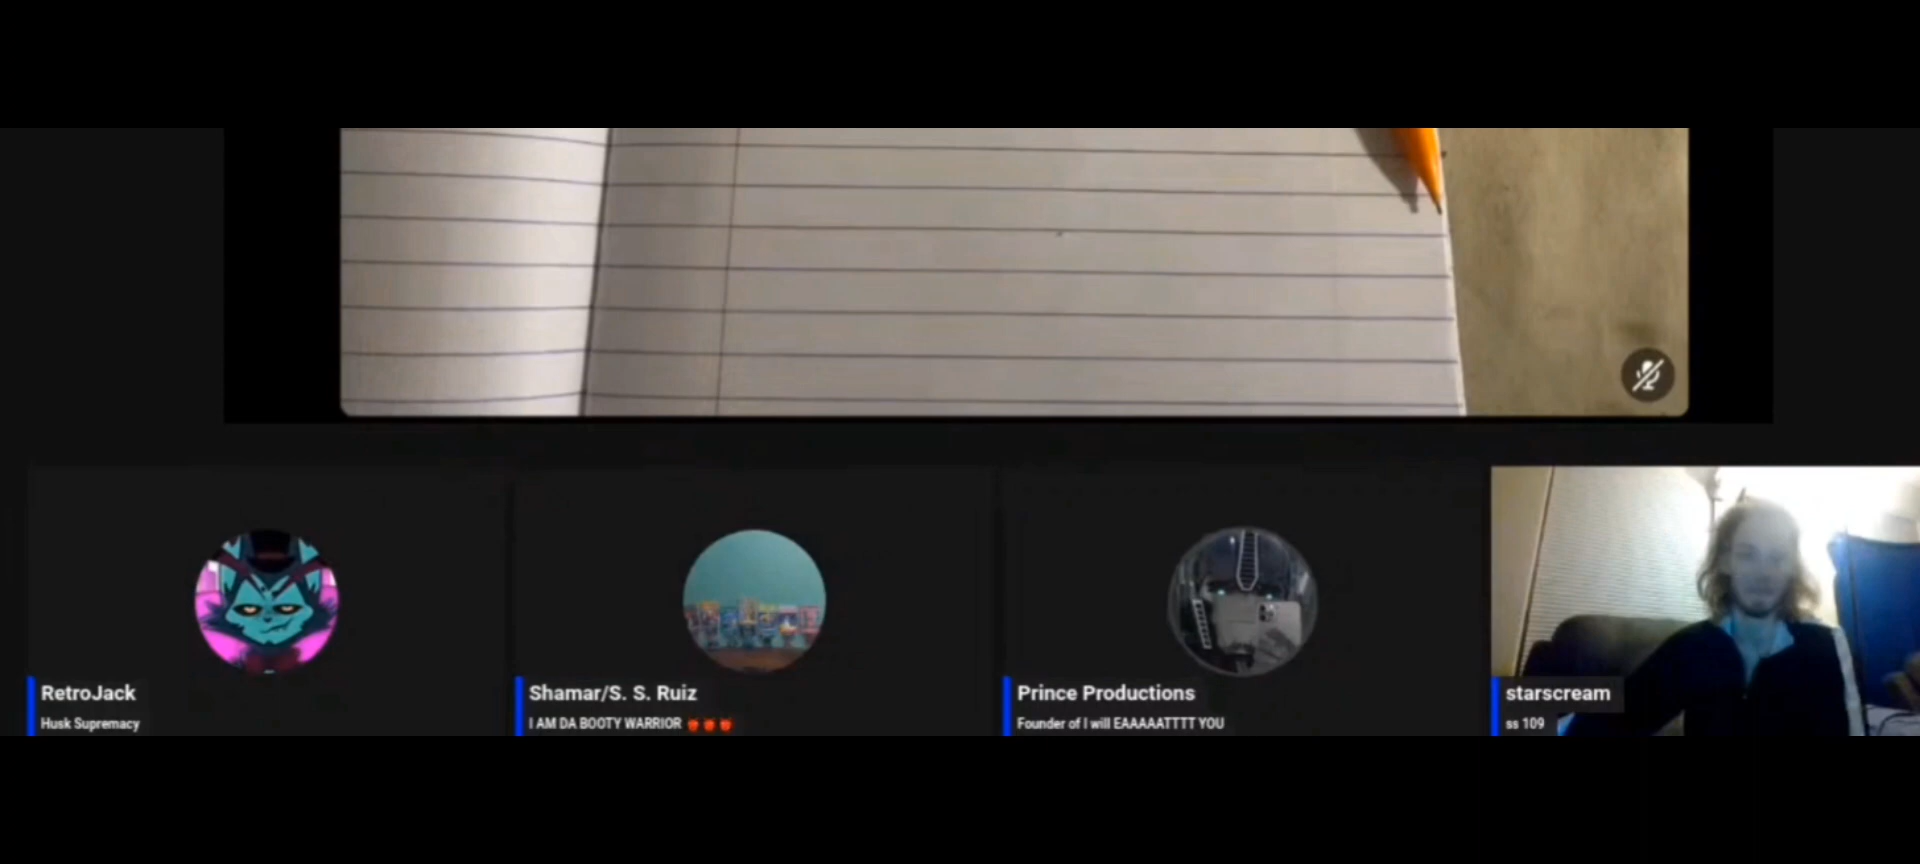 RetroJack
Husk Supremacy
Shamar/S. S. Ruiz
I AM DA BOOTY WARRIOR 🍎🍎🍎
Prince Productions
Founder of I will EAAAAATTTT YOU
starscream
ss 109